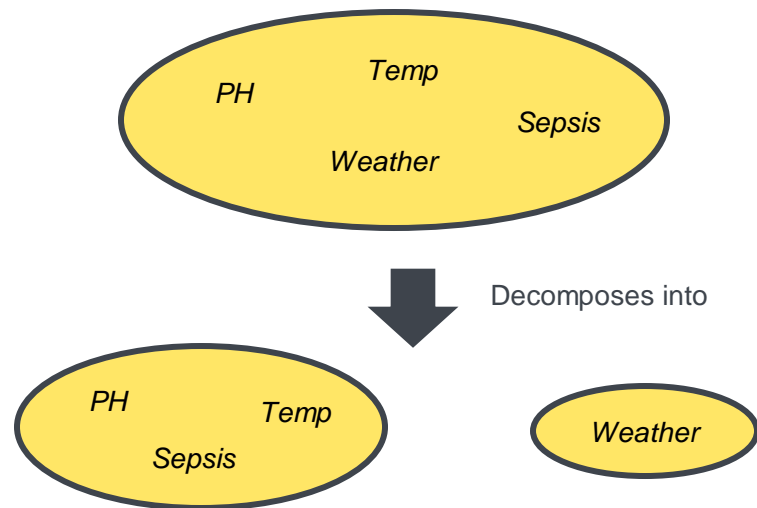 Temp
PH
Sepsis
Weather
Decomposes into
PH
Temp
Sepsis
Weather